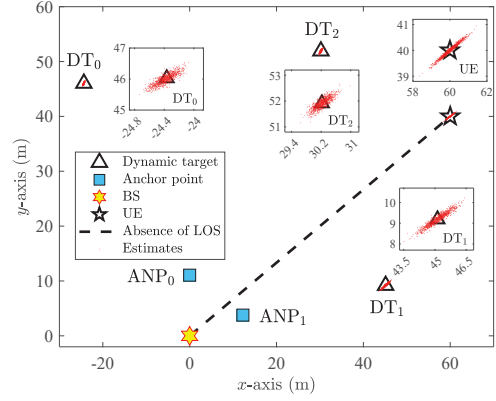 60
50
40
30
20
10
0
-20
0
20
40
60
x-axis (m)
y-axis (m)
DT0
DT2
DT1
ANP0
ANP1
46
45
-24.8
-24.4
-24
DT0
53
52
51
29.4
30.2
31
DT2
41
40
39
58
60
62
UE
10
9
8
43.5
45
46.5
DT1
Dynamic target
Anchor point
BS
UE
Absence of LOS
Estimates